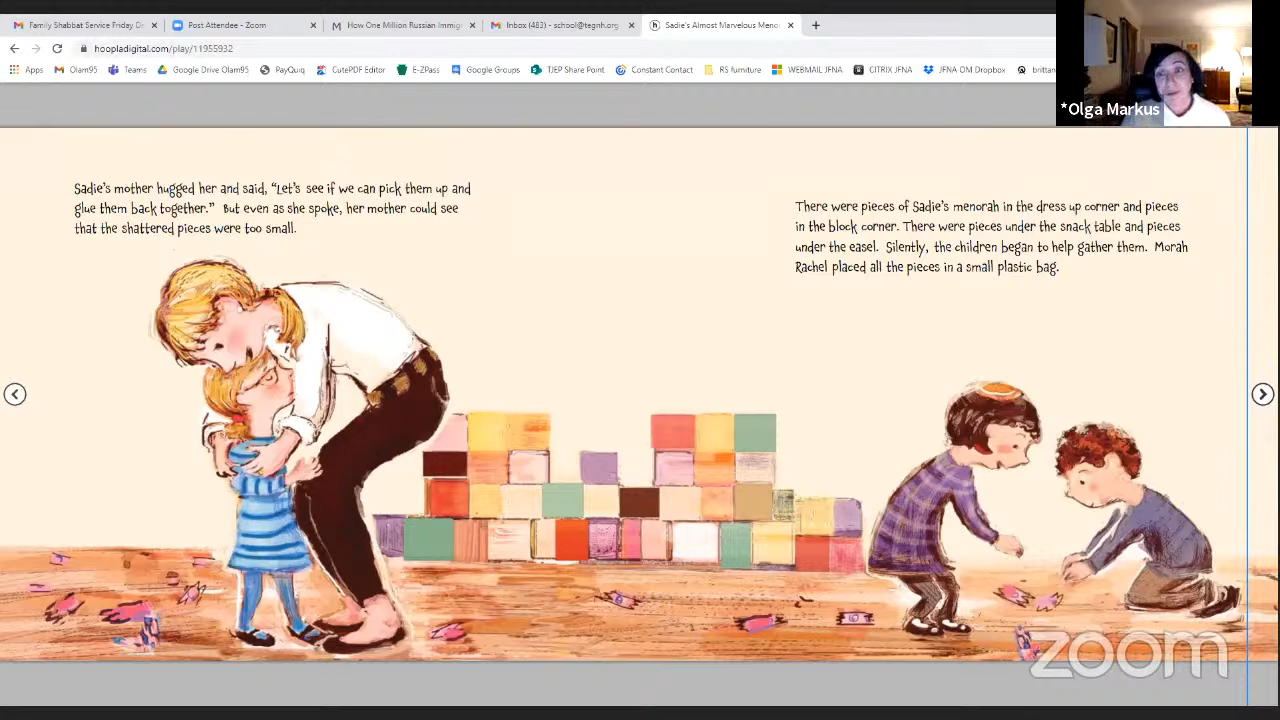 Family Shabbat Service Friday De
Post Attendee - Zoom
How One Million Russian Immig
Inbox (483) - school@tegnh.org
Sadie's Almost Marvelous Meno
hoopladigital.com/play/11955932
Apps
Olam95
Teams
Google Drive Olam95
PayQuiq
CutePDF Editor
E-ZPass
Google Groups
TJEP Share Point
Constant Contact
RS furniture
WEBMAIL JFNA
CITRIX JFNA
JFNA OM Dropbox
brittan
*Olga Markus
Sadie's mother hugged her and said, "Let's see if we can pick them up and
glue them back together." But even as she spoke, her mother could see
that the shattered pieces were too small.
There were pieces of Sadie's menorah in the dress up corner and pieces
in the block corner. There were pieces under the snack table and pieces
under the easel. Silently, the children began to help gather them. Morah
Rachel placed all the pieces in a small plastic bag.
zoom